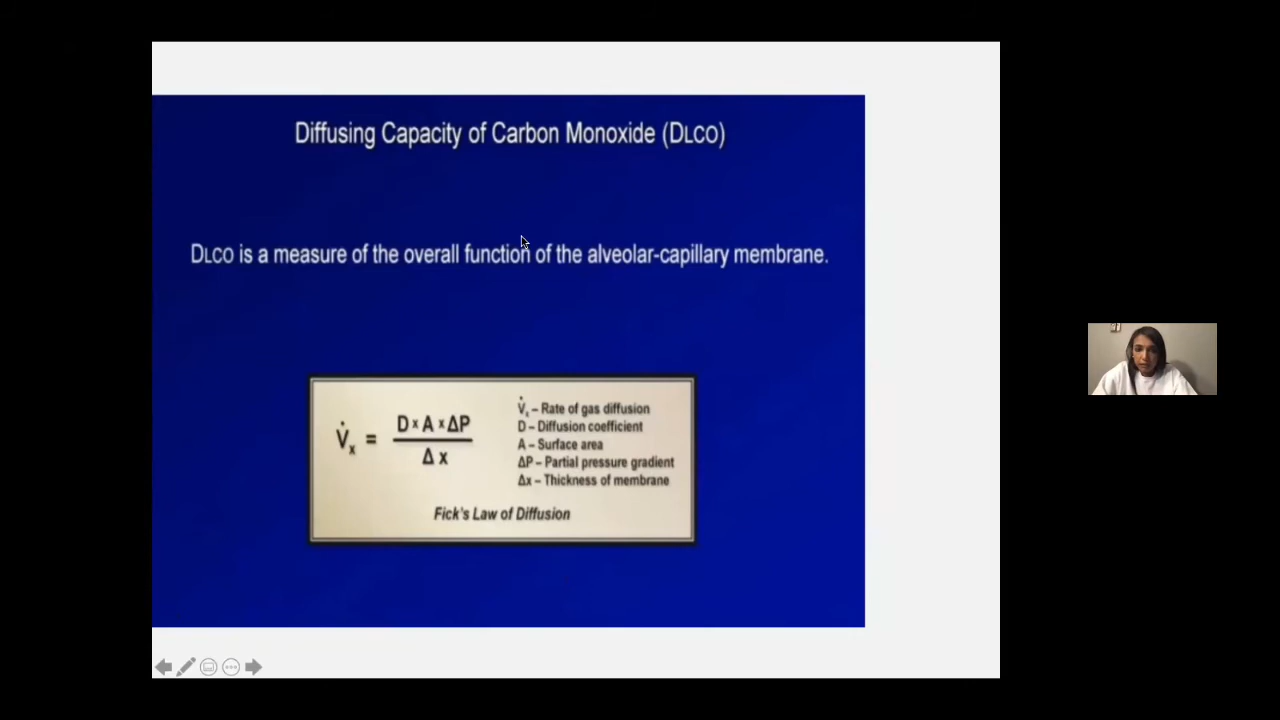 Diffusing Capacity of Carbon Monoxide (DLCO)
DLCO is a measure of the overall function of the alveolar-capillary membrane.
V̇x = D x A x ΔP / Δ x
V̇x – Rate of gas diffusion
D – Diffusion coefficient
A – Surface area
ΔP – Partial pressure gradient
Δx – Thickness of membrane
Fick's Law of Diffusion